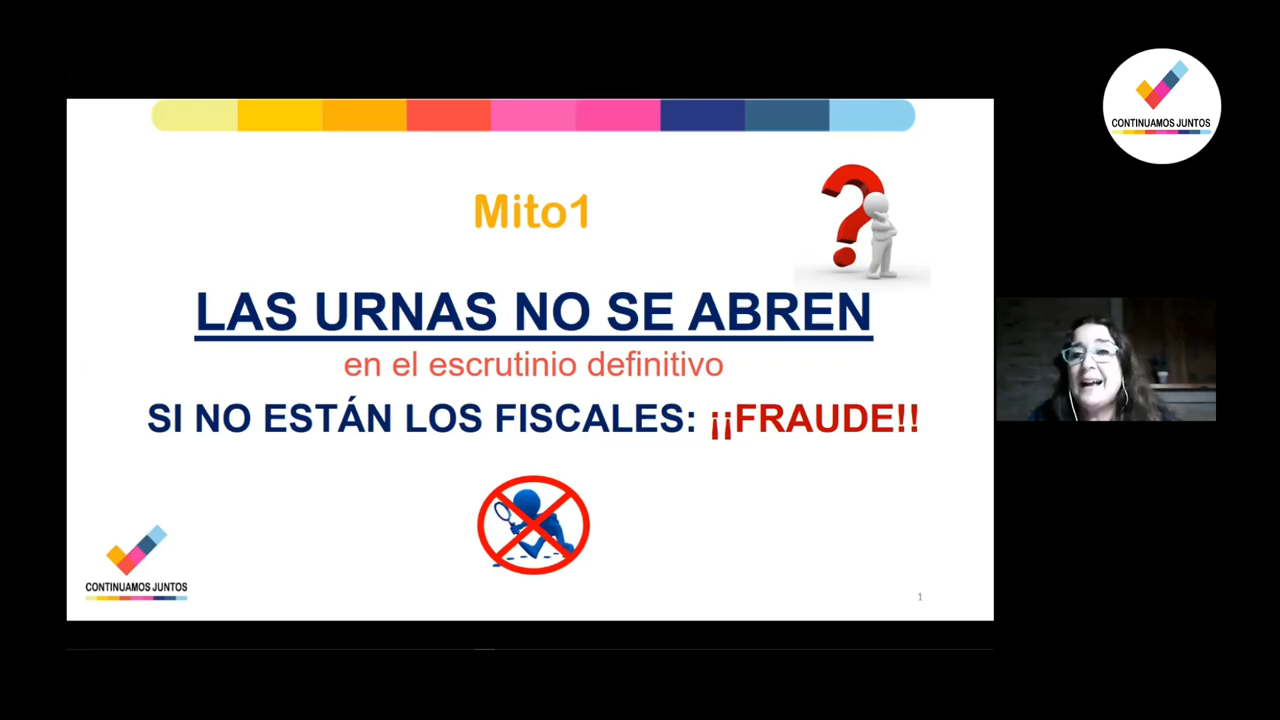 CONTINUAMOS JUNTOS
Mito1
LAS URNAS NO SE ABREN
en el escrutinio definitivo
SI NO ESTÁN LOS FISCALES: ¡¡FRAUDE!!
CONTINUAMOS JUNTOS
1